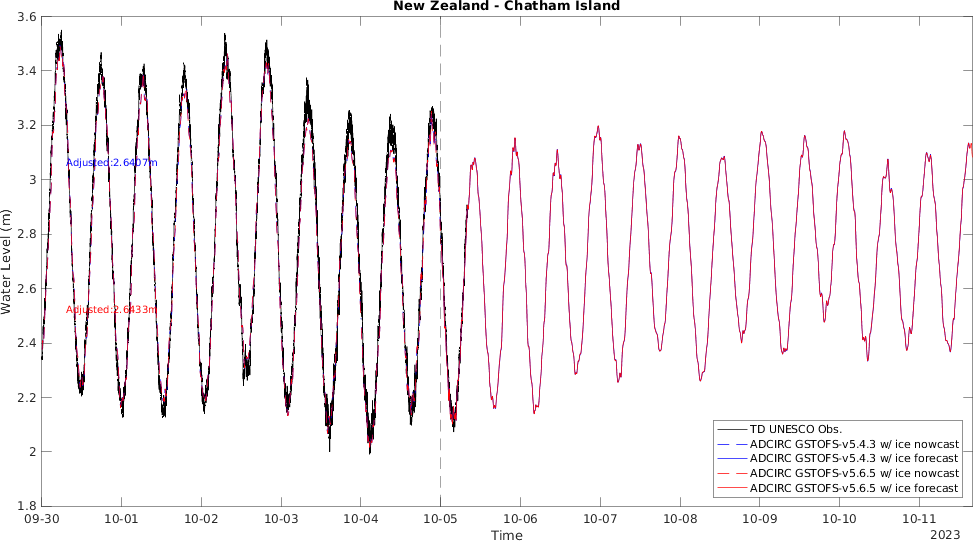 New Zealand - Chatham Island
3.6
3.4
3.2
3
2.8
2.6
2.4
2.2
2
1.8
Water Level (m)
Adjusted:2.6407m
Adjusted:2.6433m
TD UNESCO Obs.
ADCIRC GSTOFS-v5.4.3 w/ ice nowcast
ADCIRC GSTOFS-v5.4.3 w/ ice forecast
ADCIRC GSTOFS-v5.6.5 w/ ice nowcast
ADCIRC GSTOFS-v5.6.5 w/ ice forecast
09-30 10-01 10-02 10-03 10-04 10-05 10-06 10-07 10-08 10-09 10-10 10-11
Time
2023